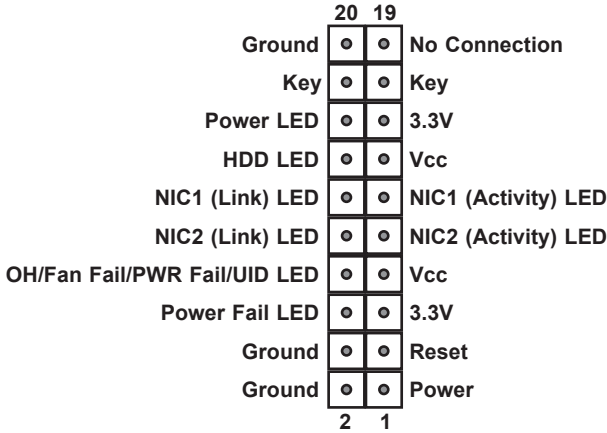 20 19
Ground No Connection
Key Key
Power LED 3.3V
HDD LED Vcc
NIC1 (Link) LED NIC1 (Activity) LED
NIC2 (Link) LED NIC2 (Activity) LED
OH/Fan Fail/PWR Fail/UID LED Vcc
Power Fail LED 3.3V
Ground Reset
Ground Power
2 1